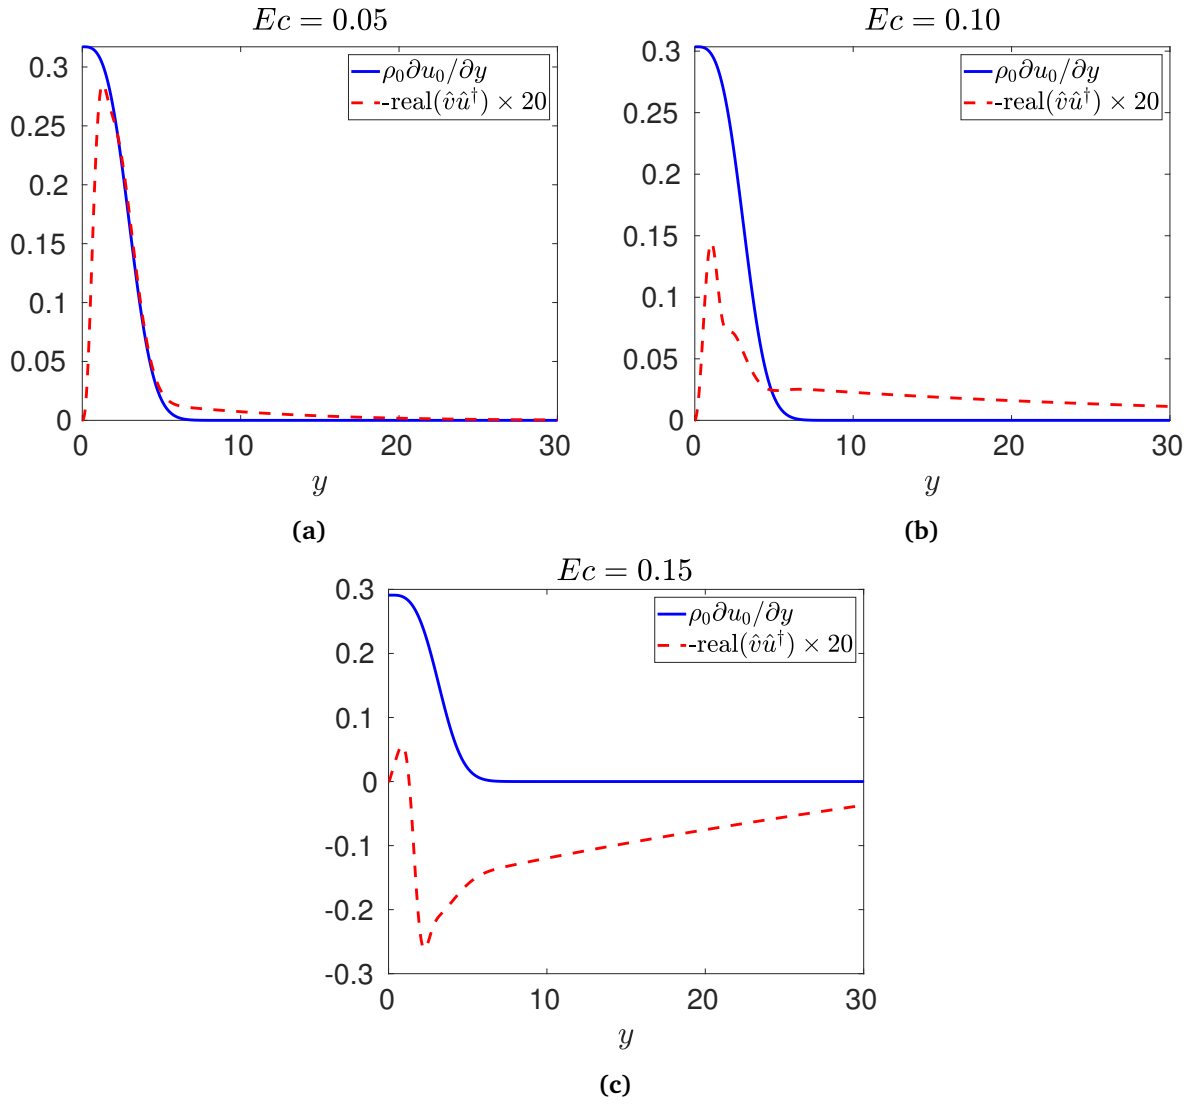 Ec = 0.05
0.3
0.25
0.2
0.15
0.1
0.05
0
0 10 20 30
y
ρ₀∂u₀/∂y
-real(v̂û†) × 20
(a)
Ec = 0.10
0.3
0.25
0.2
0.15
0.1
0.05
0
0 10 20 30
y
ρ₀∂u₀/∂y
-real(v̂û†) × 20
(b)
Ec = 0.15
0.3
0.2
0.1
0
-0.1
-0.2
-0.3
0 10 20 30
y
ρ₀∂u₀/∂y
-real(v̂û†) × 20
(c)